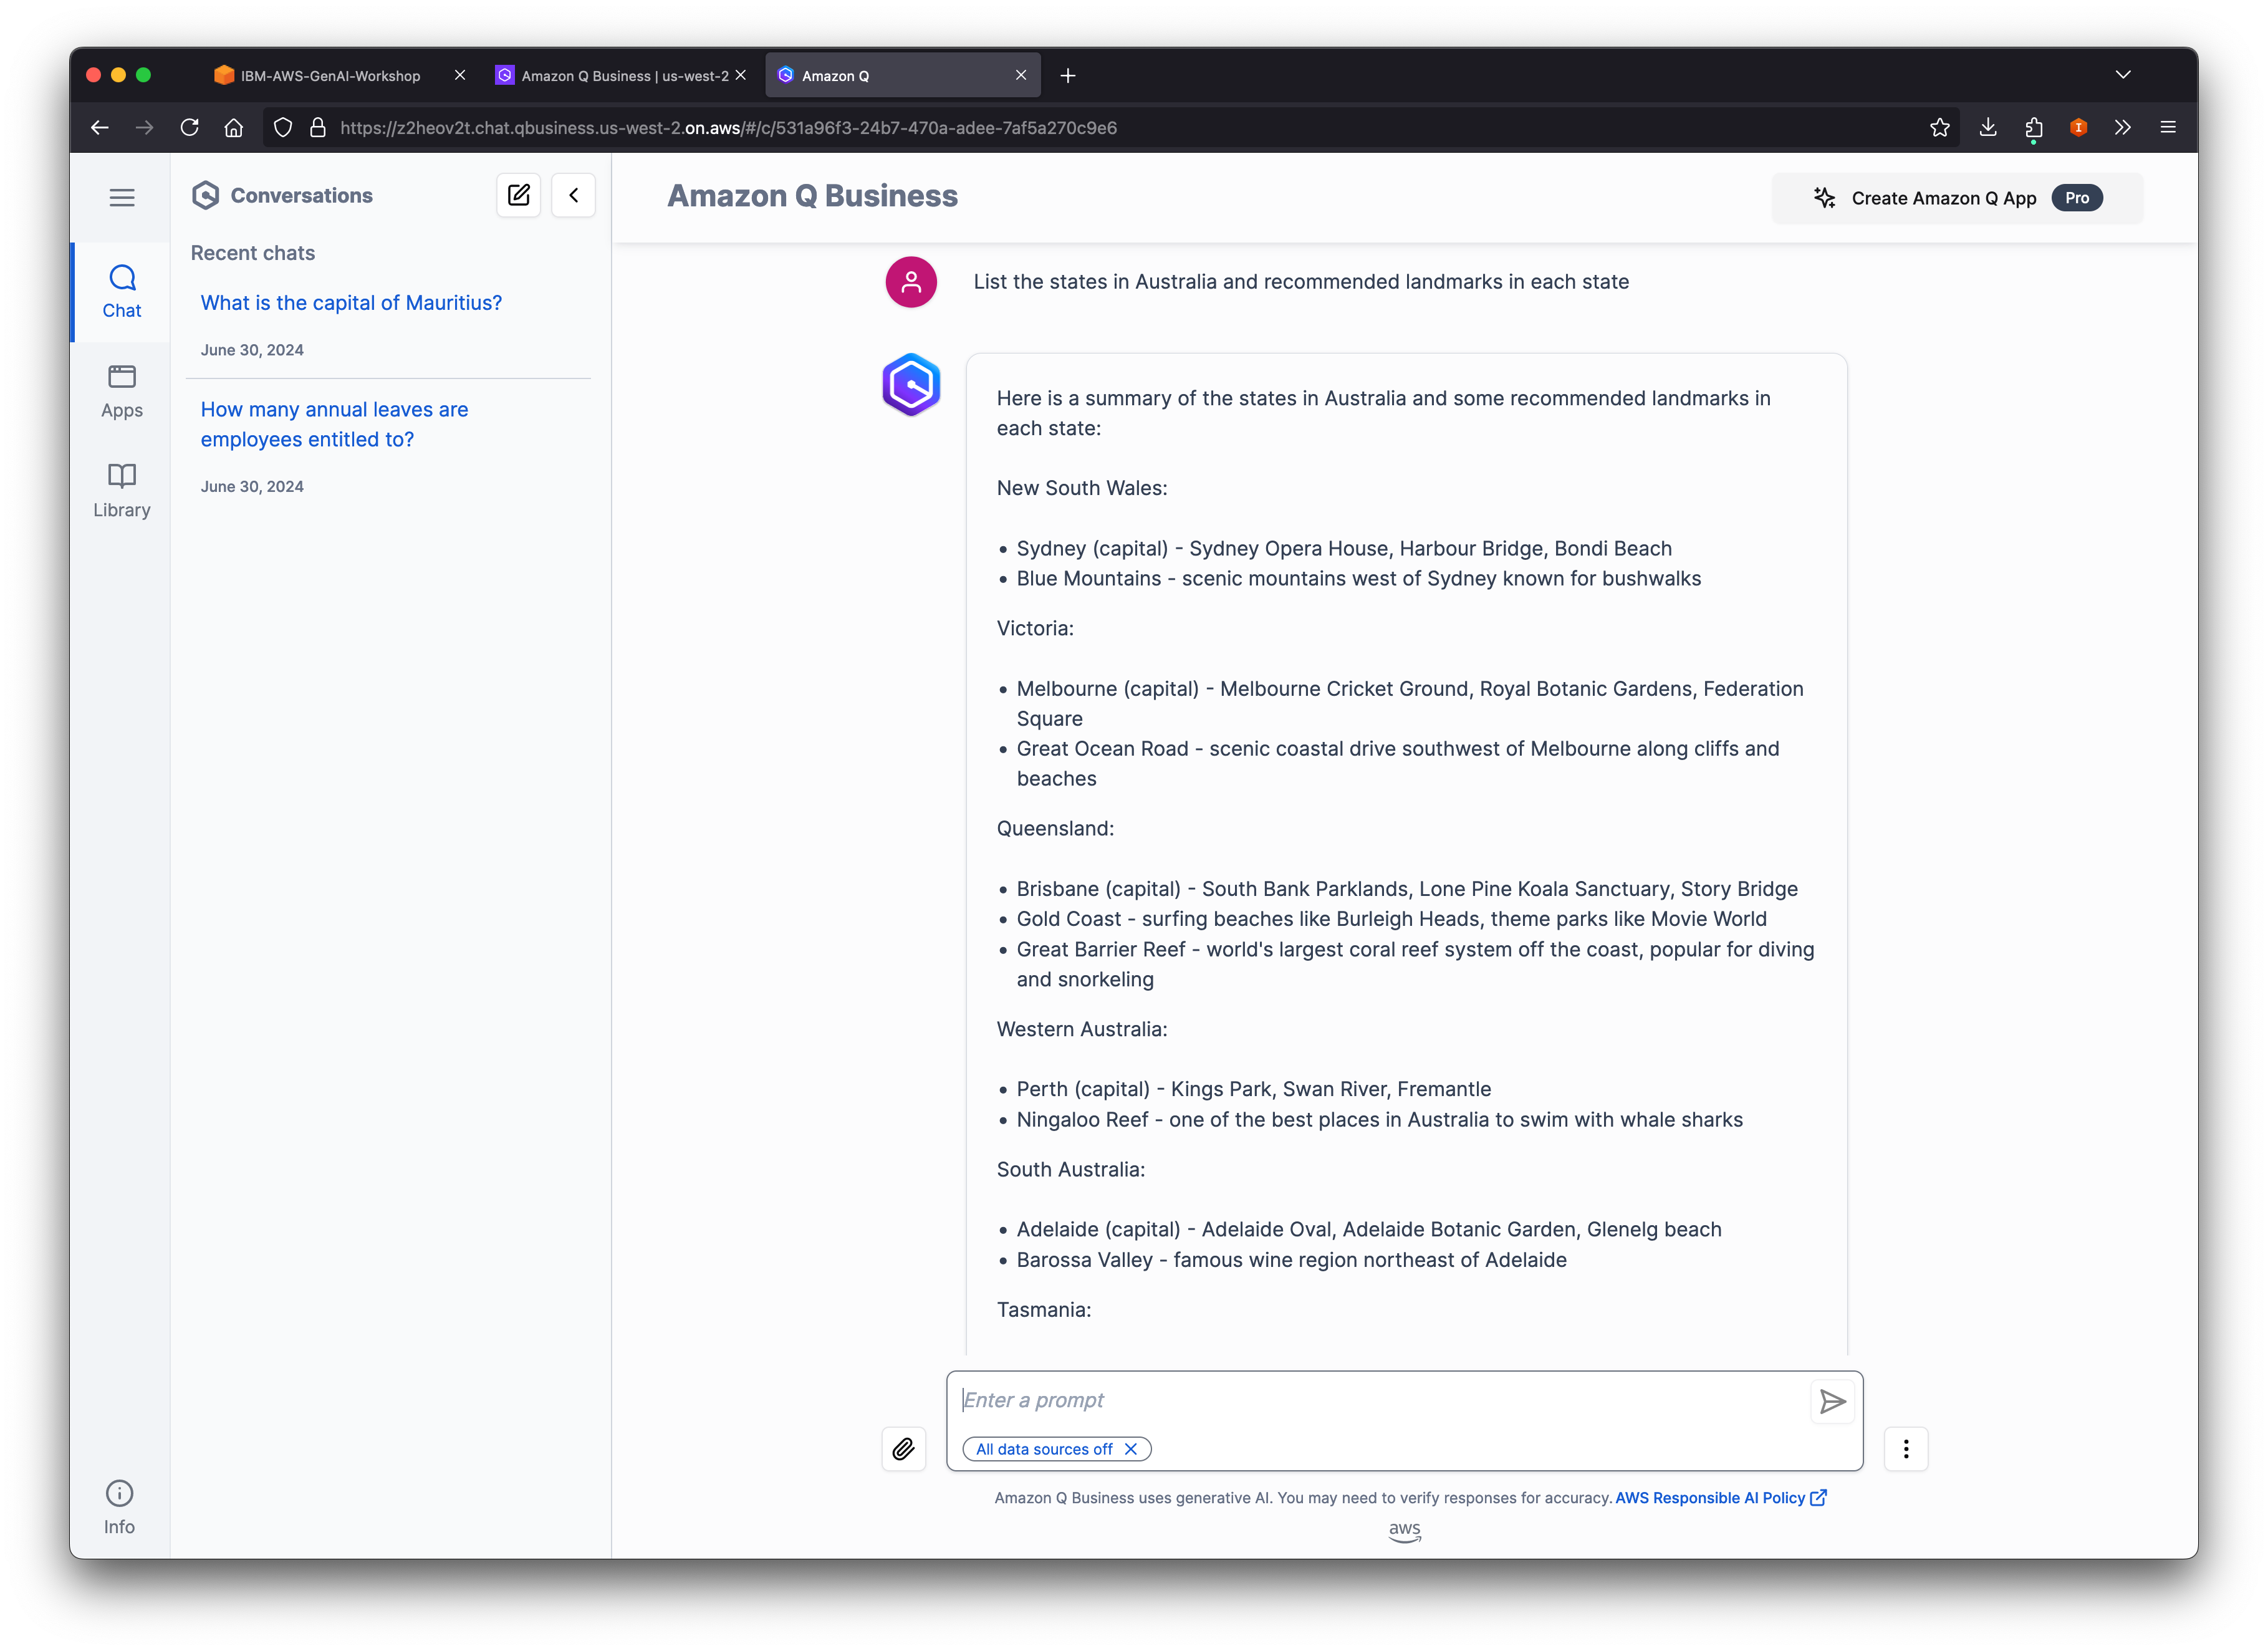 IBM-AWS-GenAI-Workshop
Amazon Q Business | us-west-2
Amazon Q
https://z2heov2t.chat.qbusiness.us-west-2.on.aws/#/c/531a96f3-24b7-470a-adee-7af5a270c9e6
Conversations
Amazon Q Business
Create Amazon Q App
Pro
Chat
Apps
Library
Recent chats
What is the capital of Mauritius?
June 30, 2024
How many annual leaves are
employees entitled to?
June 30, 2024
List the states in Australia and recommended landmarks in each state
Here is a summary of the states in Australia and some recommended landmarks in
each state:
New South Wales:
• Sydney (capital) - Sydney Opera House, Harbour Bridge, Bondi Beach
• Blue Mountains - scenic mountains west of Sydney known for bushwalks
Victoria:
• Melbourne (capital) - Melbourne Cricket Ground, Royal Botanic Gardens, Federation
Square
• Great Ocean Road - scenic coastal drive southwest of Melbourne along cliffs and
beaches
Queensland:
• Brisbane (capital) - South Bank Parklands, Lone Pine Koala Sanctuary, Story Bridge
• Gold Coast - surfing beaches like Burleigh Heads, theme parks like Movie World
• Great Barrier Reef - world's largest coral reef system off the coast, popular for diving
and snorkeling
Western Australia:
• Perth (capital) - Kings Park, Swan River, Fremantle
• Ningaloo Reef - one of the best places in Australia to swim with whale sharks
South Australia:
• Adelaide (capital) - Adelaide Oval, Adelaide Botanic Garden, Glenelg beach
• Barossa Valley - famous wine region northeast of Adelaide
Tasmania:
Enter a prompt
All data sources off
Amazon Q Business uses generative AI. You may need to verify responses for accuracy. AWS Responsible AI Policy
aws
Info